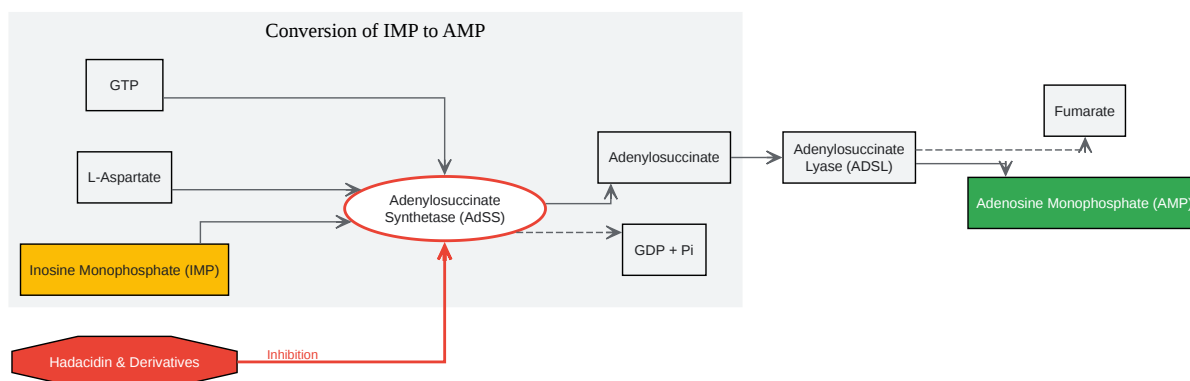 Conversion of IMP to AMP
GTP
L-Aspartate
Inosine Monophosphate (IMP)
Adenylosuccinate
Synthetase (AdSS)
Adenylosuccinate
GDP + Pi
Adenylosuccinate
Lyase (ADSL)
Fumarate
Adenosine Monophosphate (AMP)
Hadacidin & Derivatives
Inhibition